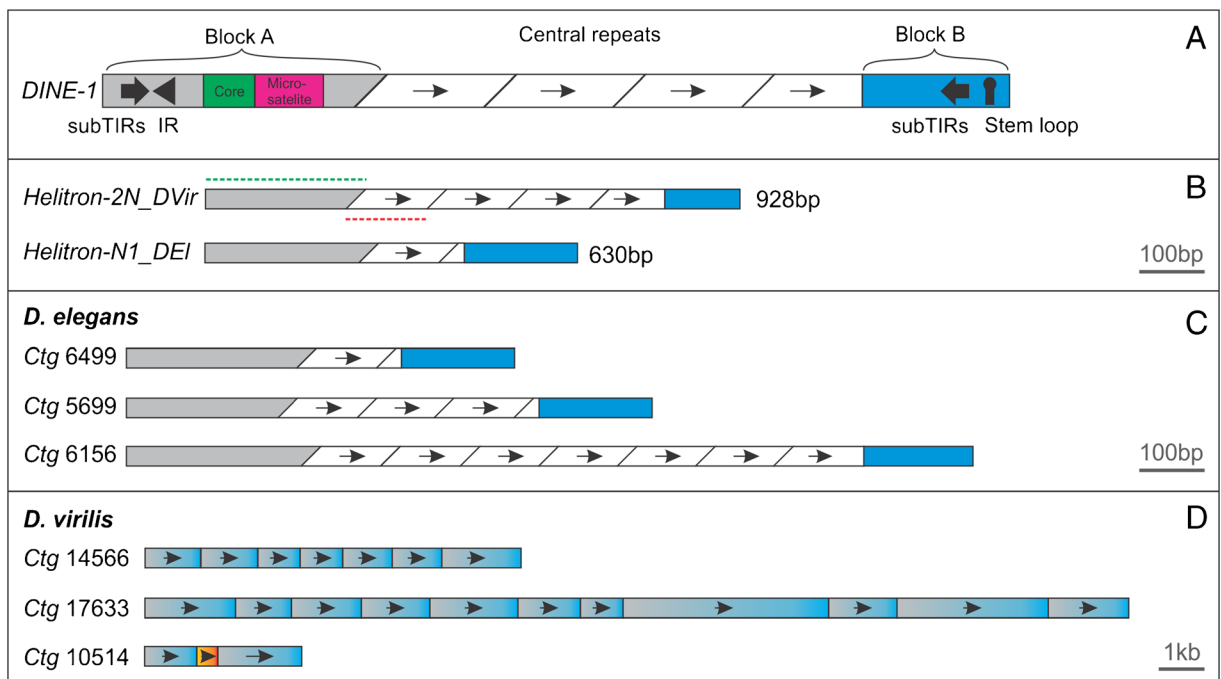 A
Block A
Central repeats
Block B
DINE-1
Core
Micro-
satelite
subTIRs IR
subTIRs Stem loop
B
Helitron-2N_DVir
928bp
Helitron-N1_DEl
630bp
100bp
D. elegans
C
Ctg 6499
Ctg 5699
Ctg 6156
100bp
D. virilis
D
Ctg 14566
Ctg 17633
Ctg 10514
1kb